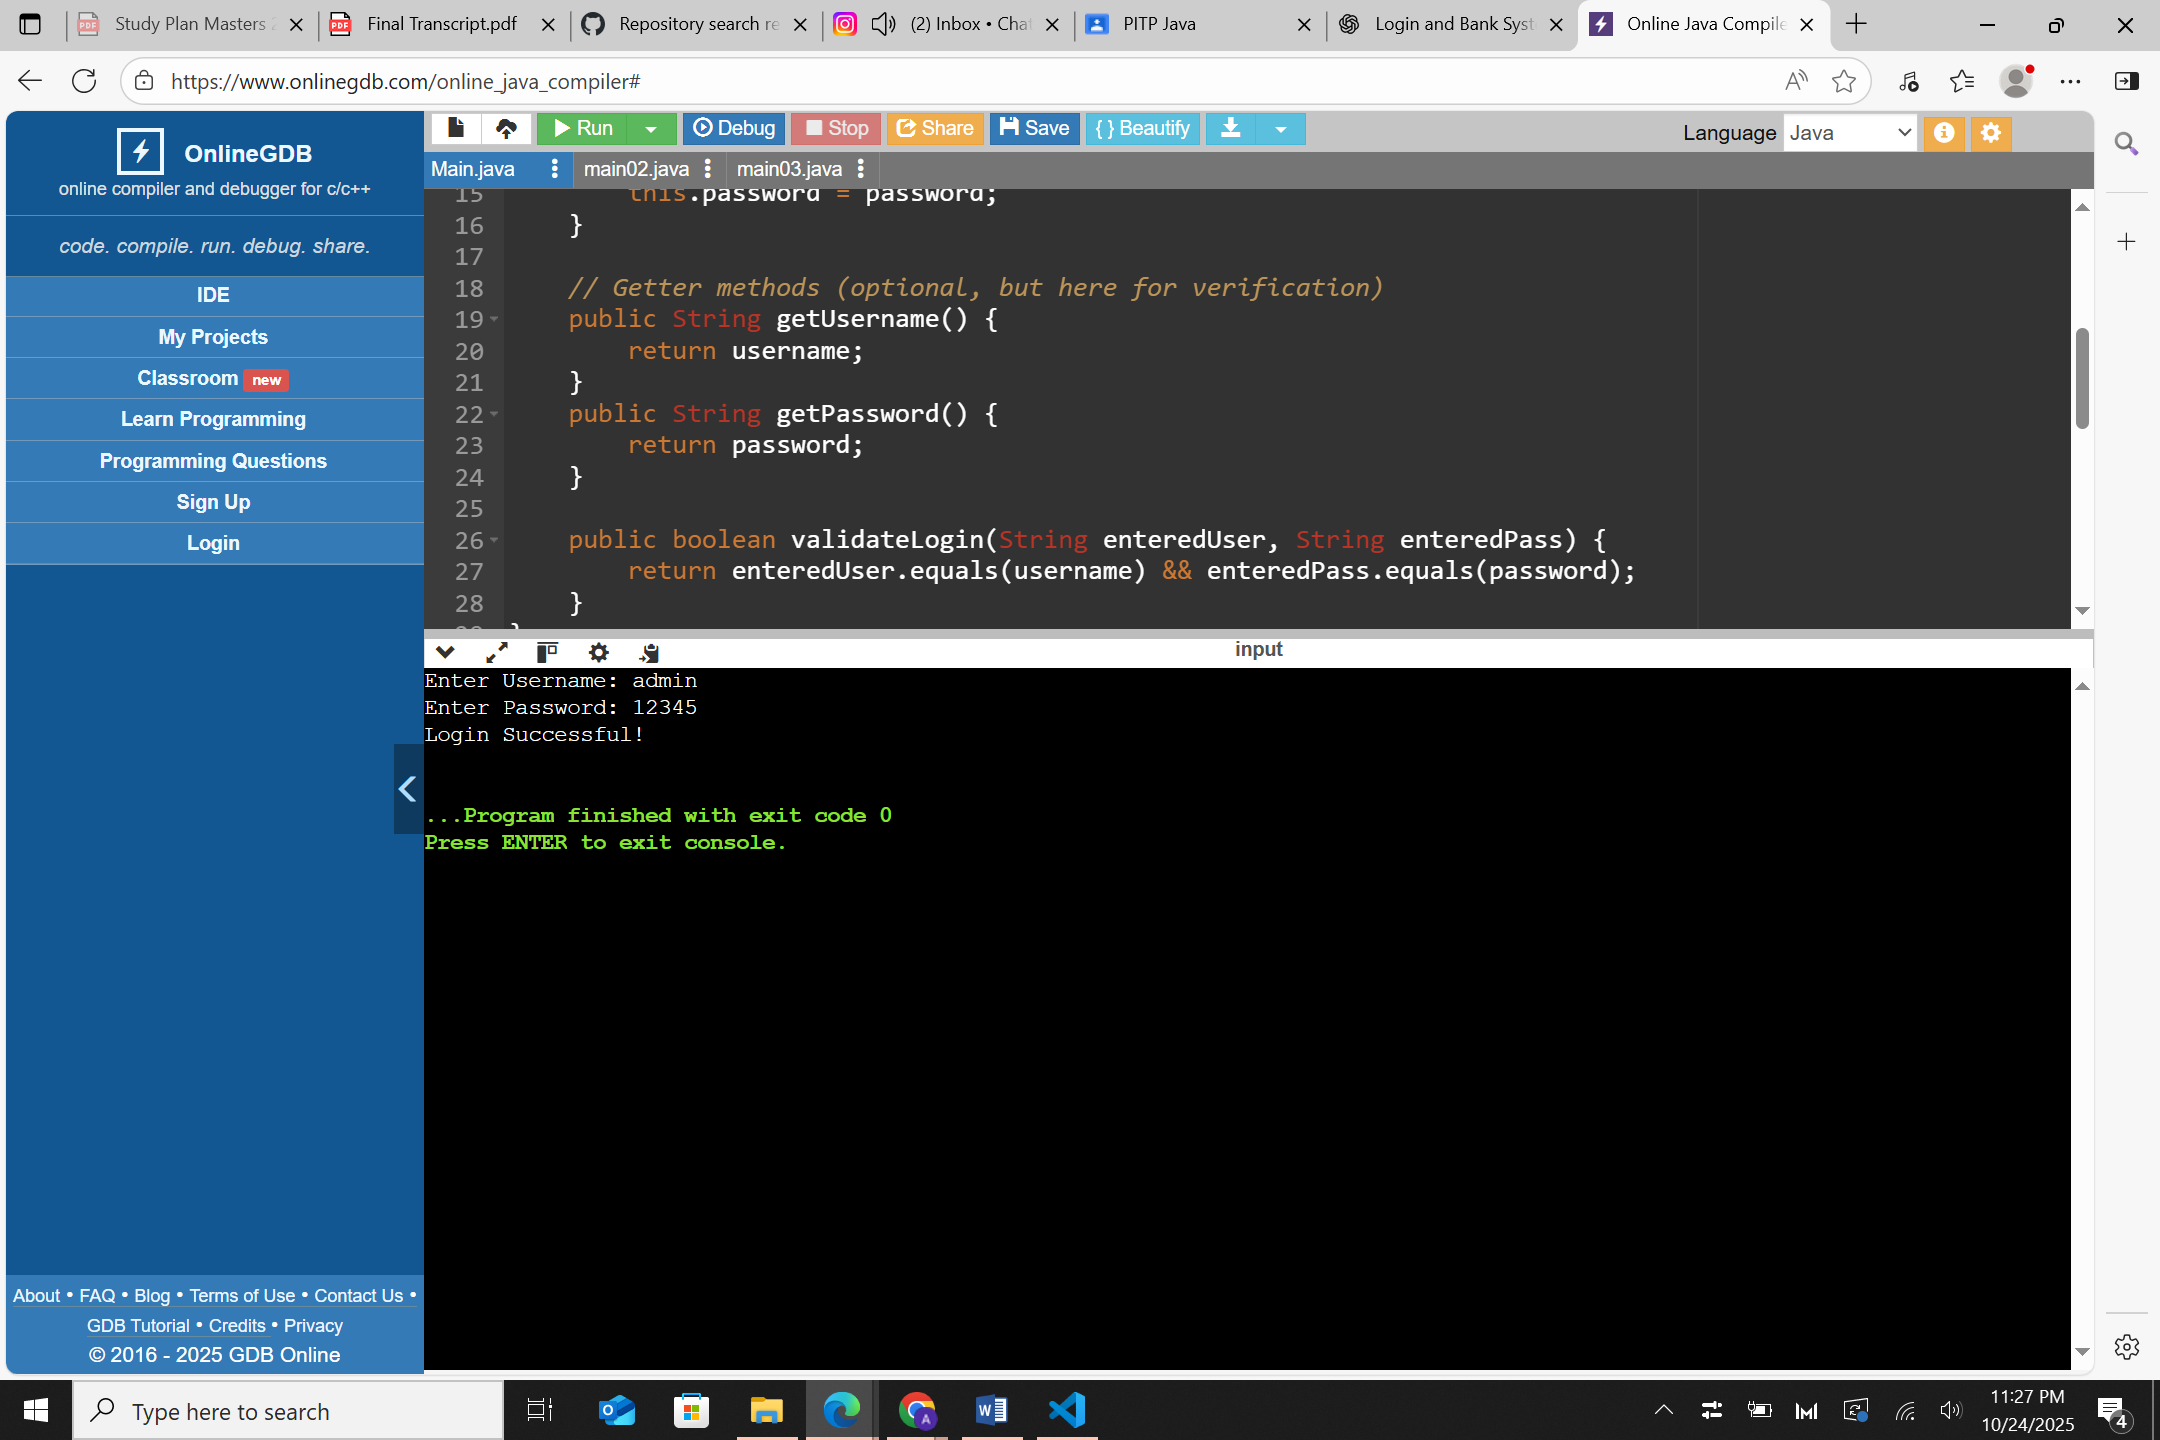 Study Plan Masters 2
Final Transcript.pdf
Repository search re
(2) Inbox • Chat
PITP Java
Login and Bank Syst
Online Java Compile
https://www.onlinegdb.com/online_java_compiler#
OnlineGDB
online compiler and debugger for c/c++
code. compile. run. debug. share.
IDE
My Projects
Classroom new
Learn Programming
Programming Questions
Sign Up
Login
About • FAQ • Blog • Terms of Use • Contact Us •
GDB Tutorial • Credits • Privacy
© 2016 - 2025 GDB Online
Run Debug Stop Share Save { } Beautify
Language Java
Main.java main02.java main03.java
15 this.password = password;
16 }
17
18 // Getter methods (optional, but here for verification)
19 public String getUsername() {
20 return username;
21 }
22 public String getPassword() {
23 return password;
24 }
25
26 public boolean validateLogin(String enteredUser, String enteredPass) {
27 return enteredUser.equals(username) && enteredPass.equals(password);
28 }
input
Enter Username: admin
Enter Password: 12345
Login Successful!
...Program finished with exit code 0
Press ENTER to exit console.
Type here to search
11:27 PM
10/24/2025
4